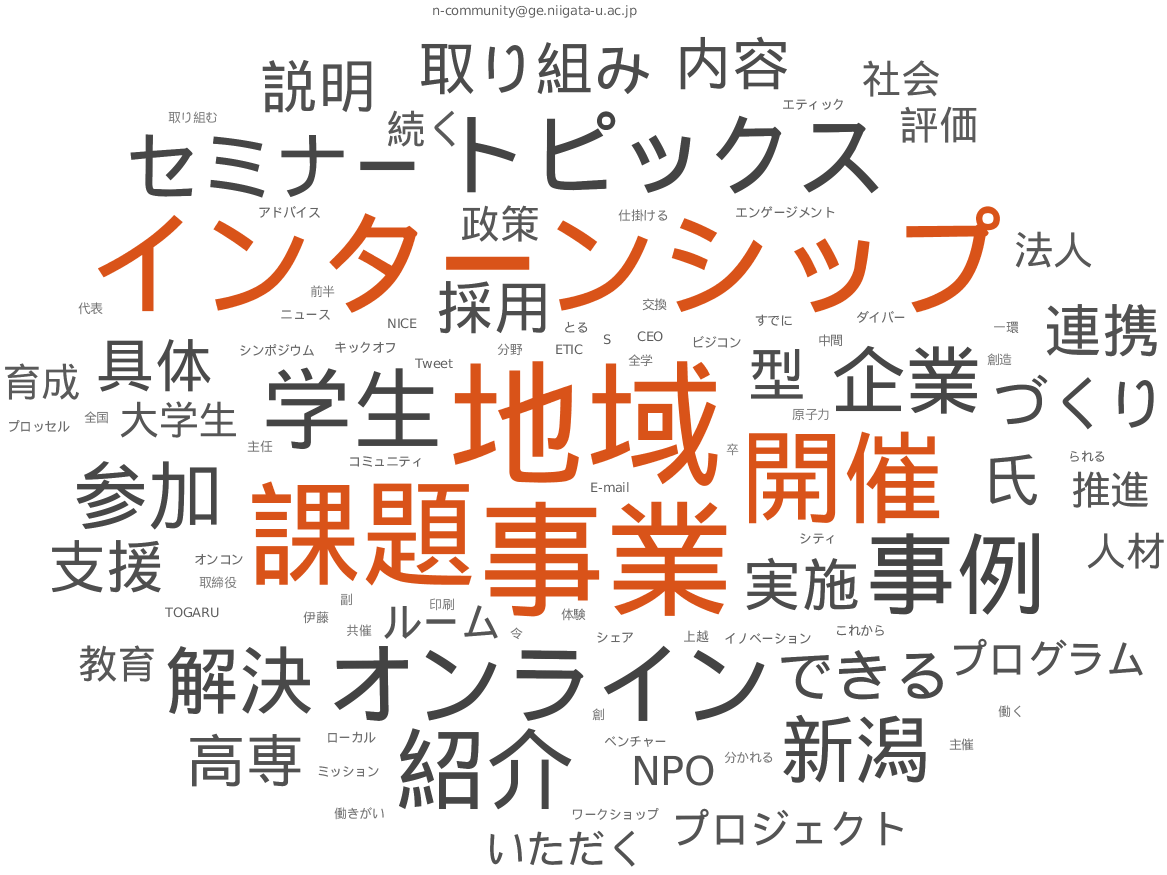 n-community@ge.niigata-u.ac.jp
取り組み
内容
説明
社会
エティック
評価
取り組む
続く
トピックス
セミナー
アドバイス
政策
仕掛ける
エンゲージメント
インターンシップ
法人
前半
代表
ニュース
採用
交換
NICE
とる
S
CEO
すでに
ダイバー
一環
連携
シンポジウム
キックオフ
Tweet
分野
ETIC
全学
ビジコン
中間
創造
育成
具体
学生
地域
型
企業
づくり
プロッセル
全国
大学生
主任
原子力
コミュニティ
卒
開催
られる
参加
氏
推進
E-mail
課題
事業
シティ
支援
オンコン
取締役
実施
事例
人材
TOGARU
伊藤
副
共催
ルーム
印刷
令
体験
シェア
上越
イノベーション
これから
教育
解決
オンライン
できる
プログラム
創
働く
高専
ローカル
ミッション
紹介
ベンチャー
NPO
分かれる
新潟
主催
働きがい
ワークショップ
いただく
プロジェクト